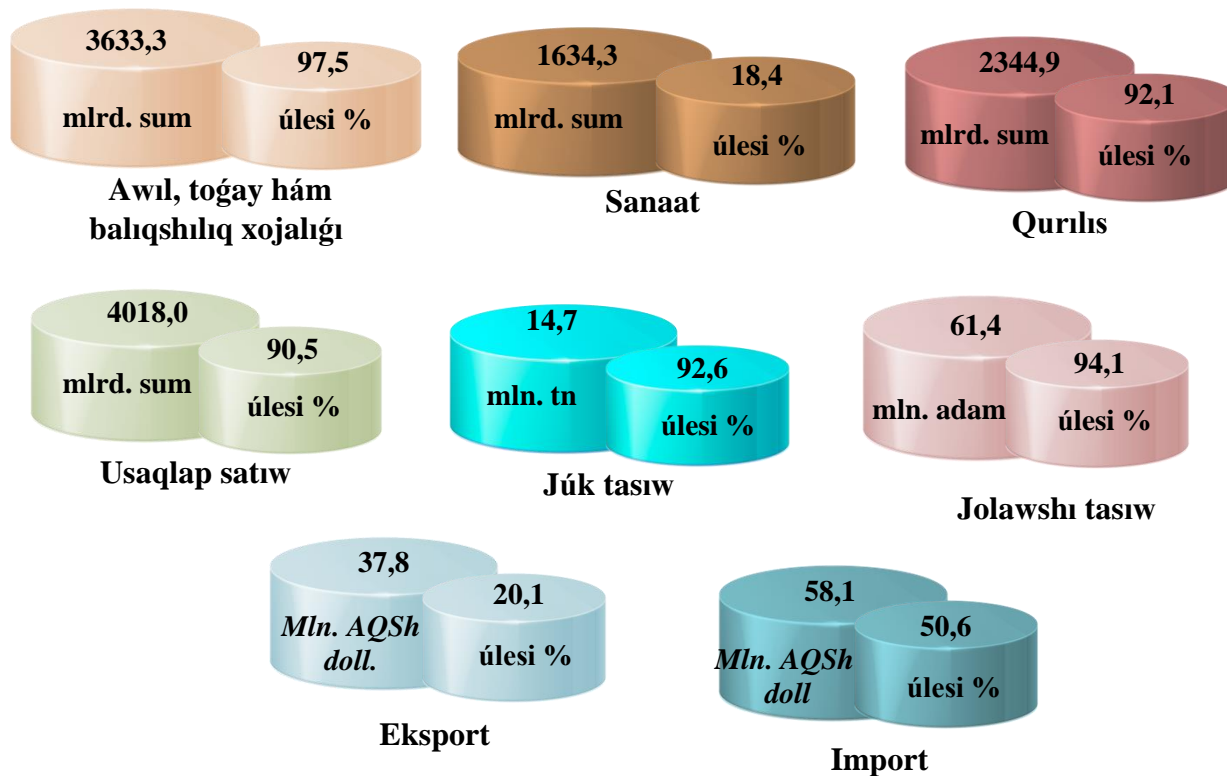 3633,3
mlrd. sum
97,5
úlesi %
Awıl, toǵay hám
balıqshılıq xojalıǵı
1634,3
mlrd. sum
18,4
úlesi %
Sanaat
2344,9
mlrd. sum
92,1
úlesi %
Qurılıs
4018,0
mlrd. sum
90,5
úlesi %
Usaqlap satıw
14,7
mln. tn
92,6
úlesi %
Júk tasıw
61,4
mln. adam
94,1
úlesi %
Jolawshı tasıw
37,8
Mln. AQSh
doll.
20,1
úlesi %
Eksport
58,1
Mln. AQSh
doll
50,6
úlesi %
Import